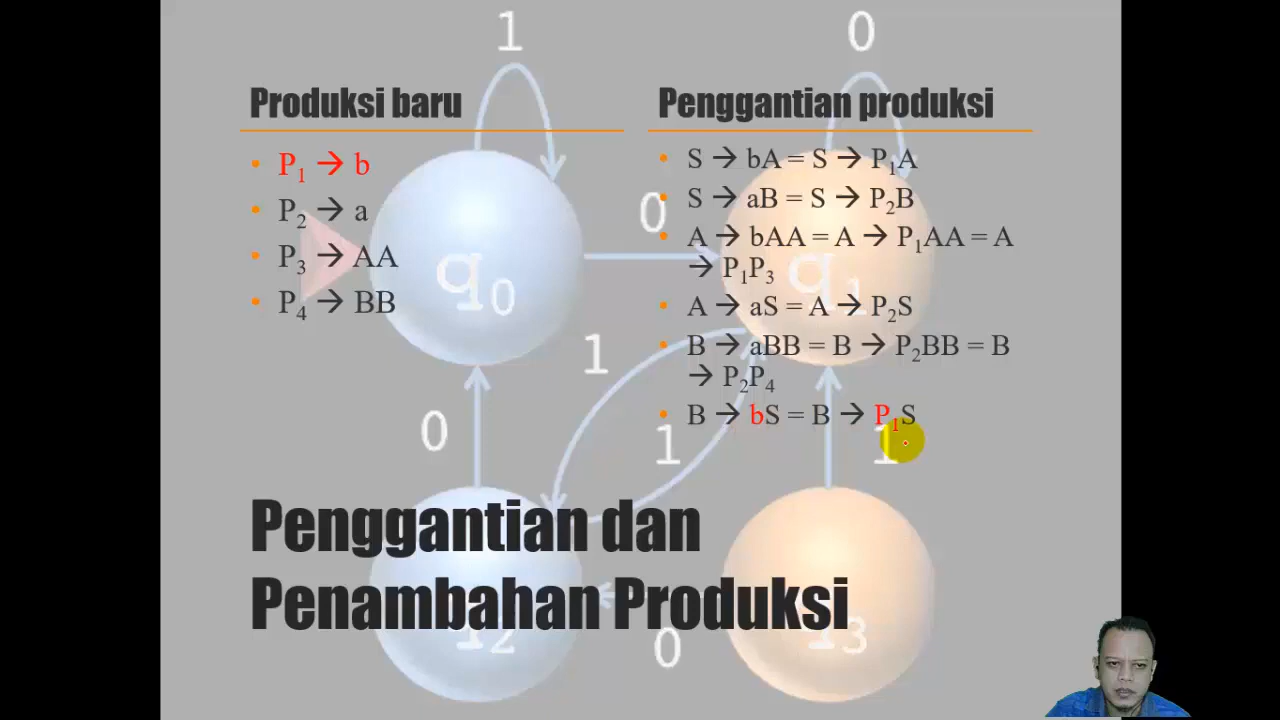 Produksi baru
P₁ → b
P₂ → a
P₃ → AA
P₄ → BB
Penggantian produksi
S → bA = S → P₁A
S → aB = S → P₂B
A → bAA = A → P₁AA = A
→ P₁P₃
A → aS = A → P₂S
B → aBB = B → P₂BB = B
→ P₂P₄
B → bS = B → P₁S
Penggantian dan
Penambahan Produksi
1
0
q₀
0
q₁
1
0
1
1
q₂
0
q₃